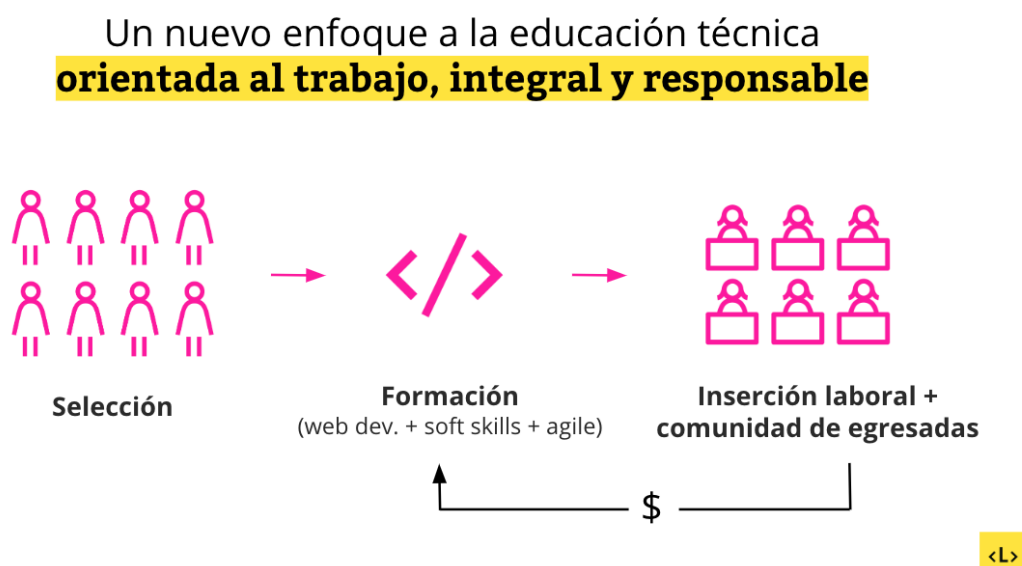 Un nuevo enfoque a la educación técnica
orientada al trabajo, integral y responsable
</>
Selección
Formación
(web dev. + soft skills + agile)
Inserción laboral +
comunidad de egresadas
$
<L>